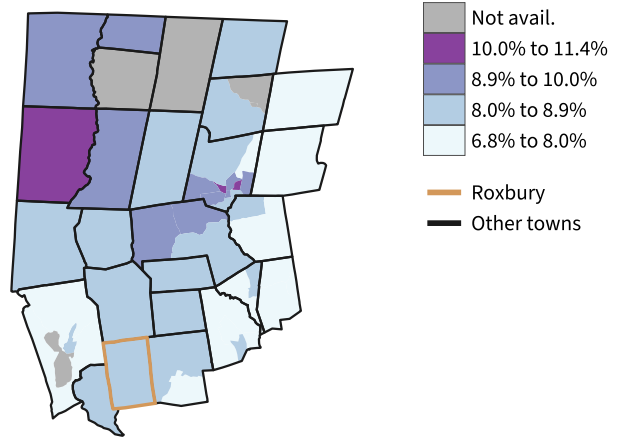 Not avail.
10.0% to 11.4%
8.9% to 10.0%
8.0% to 8.9%
6.8% to 8.0%
Roxbury
Other towns